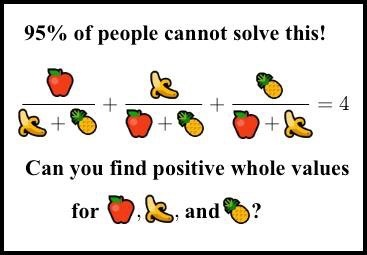 95% of people cannot solve this!
🍎/(🍌+🍍) + 🍌/(🍎+🍍) + 🍍/(🍎+🍌) = 4
Can you find positive whole values
for 🍎, 🍌, and 🍍?